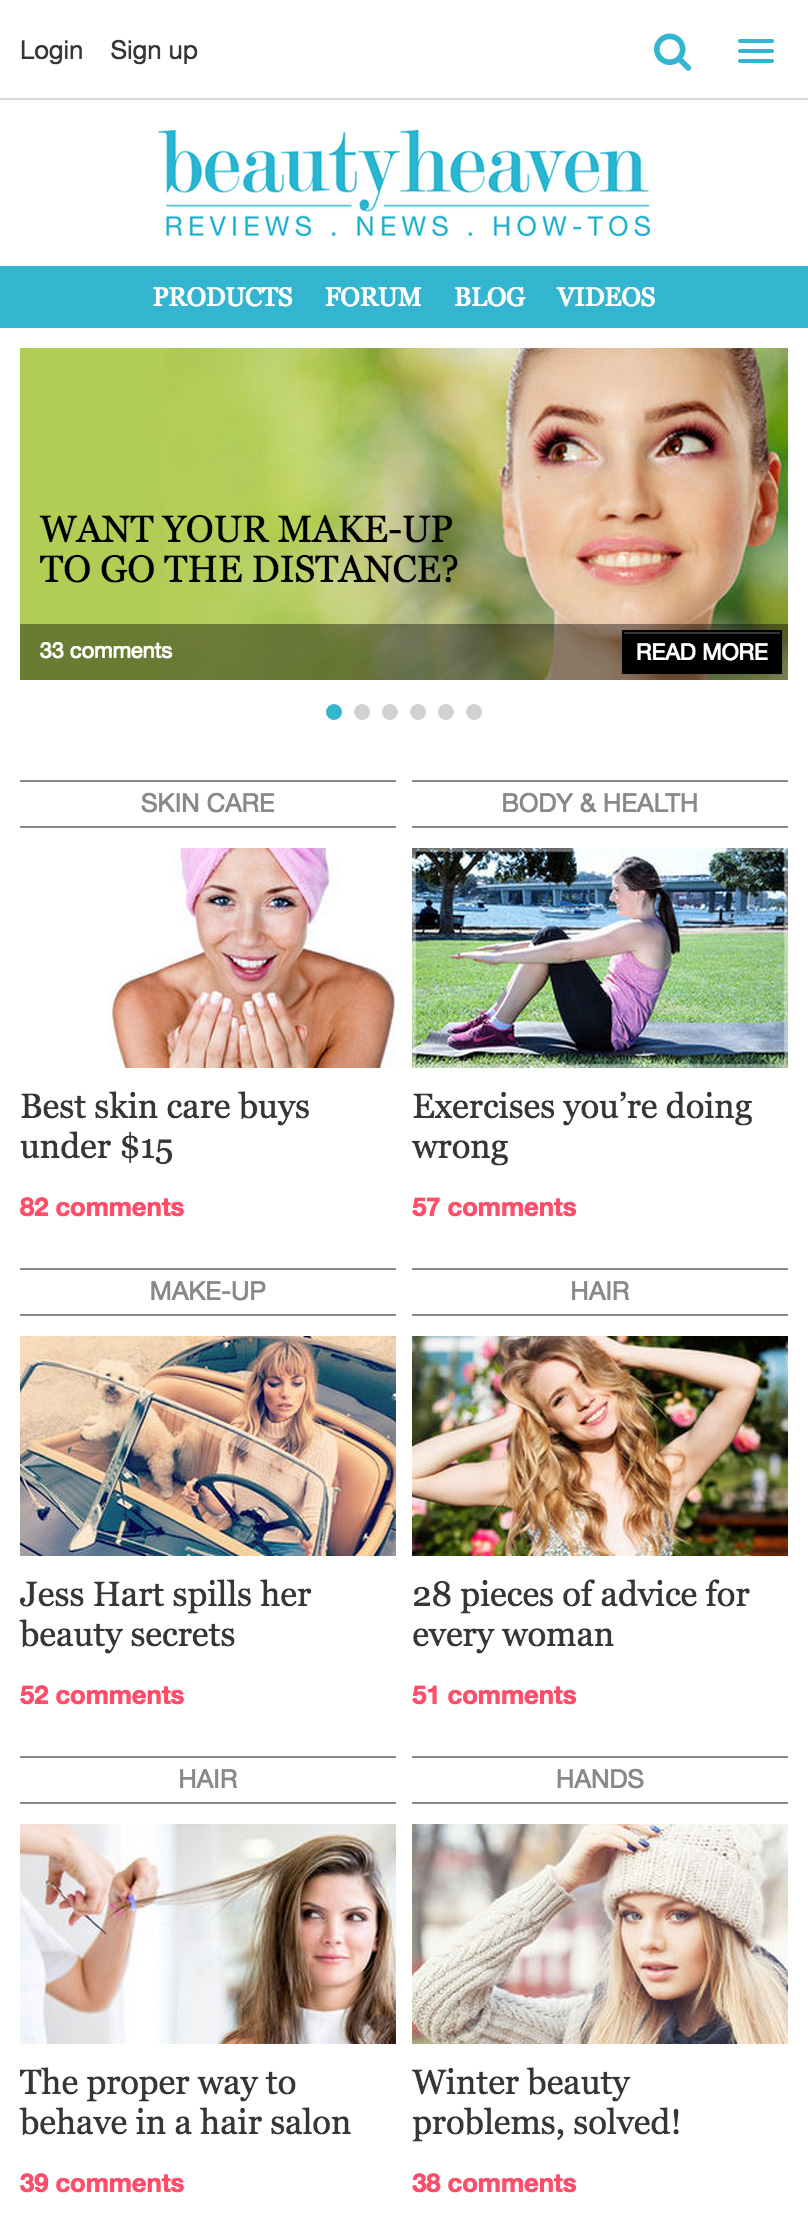 Login Sign up
beautyheaven
REVIEWS . NEWS . HOW-TOS
PRODUCTS FORUM BLOG VIDEOS
WANT YOUR MAKE-UP
TO GO THE DISTANCE?
33 comments
READ MORE
SKIN CARE
Best skin care buys
under $15
82 comments
BODY & HEALTH
Exercises you’re doing
wrong
57 comments
MAKE-UP
Jess Hart spills her
beauty secrets
52 comments
HAIR
28 pieces of advice for
every woman
51 comments
HAIR
The proper way to
behave in a hair salon
39 comments
HANDS
Winter beauty
problems, solved!
38 comments